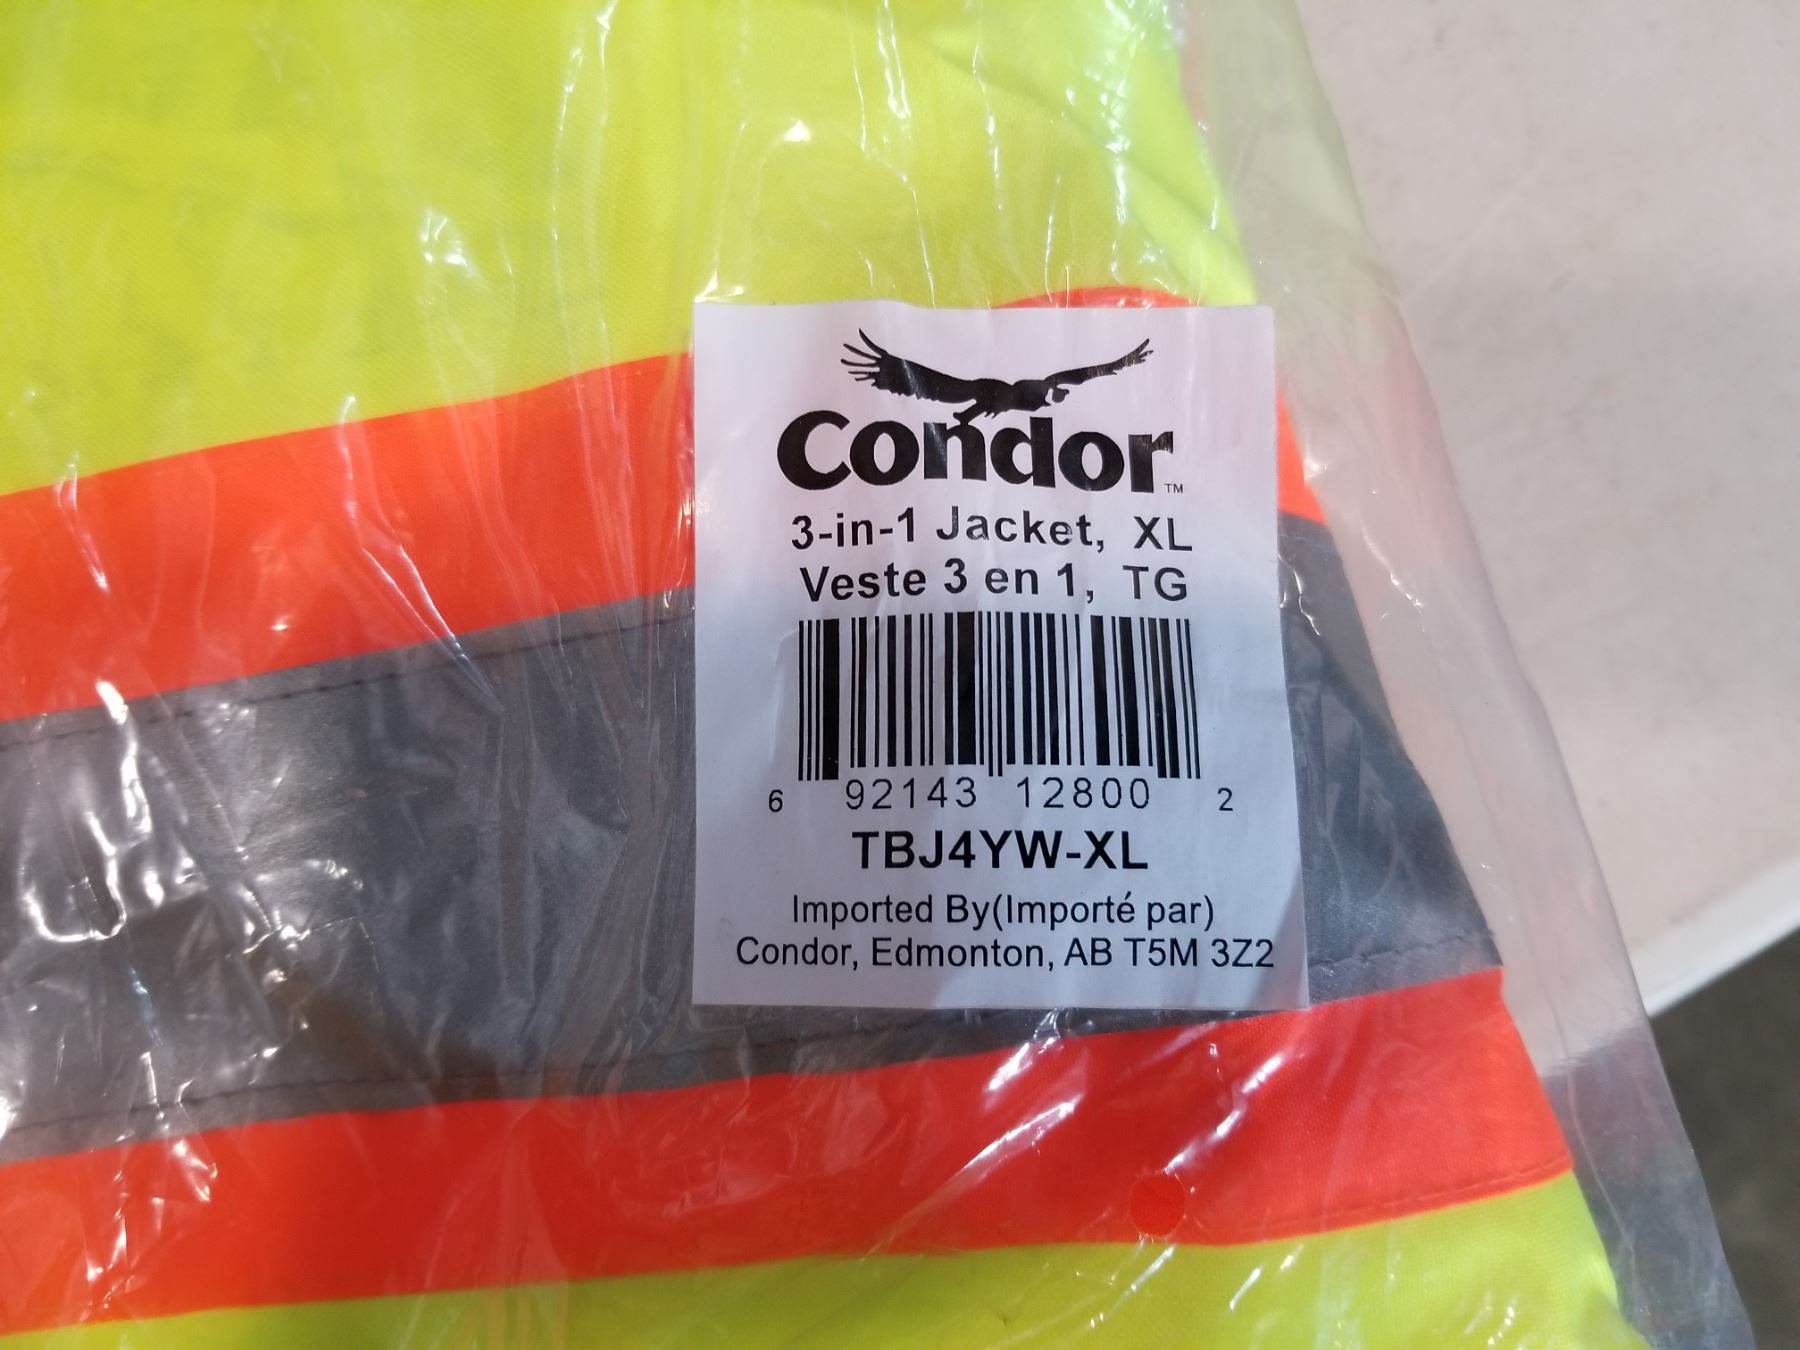 Condor™
3-in-1 Jacket, XL
Veste 3 en 1, TG
6 92143 12800 2
TBJ4YW-XL
Imported By(Importé par)
Condor, Edmonton, AB T5M 3Z2